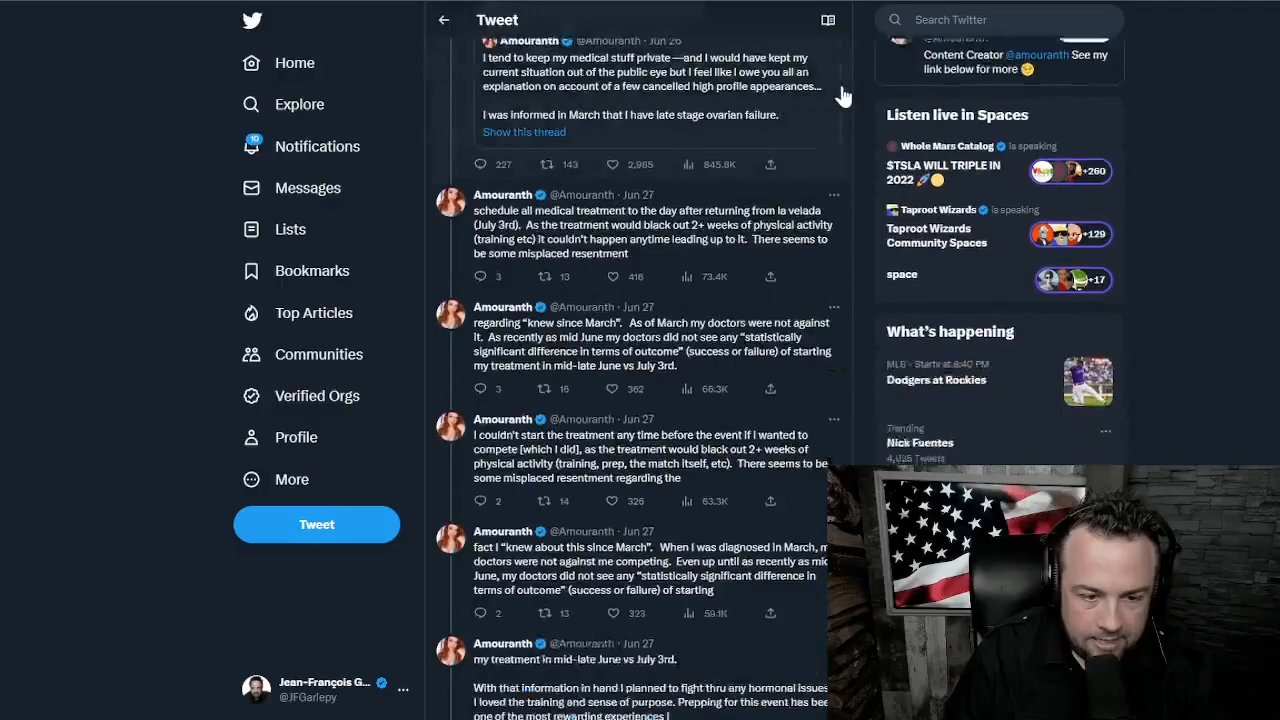 Tweet
Search Twitter
Home
Explore
10
Notifications
Messages
Lists
Bookmarks
Top Articles
Communities
Verified Orgs
Profile
More
Tweet
Jean-François G...
@JFGarlepy
Amouranth @Amouranth · Jun 26
I tend to keep my medical stuff private —and I would have kept my
current situation out of the public eye but I feel like I owe you all an
explanation on account of a few cancelled high profile appearances...
I was informed in March that I have late stage ovarian failure.
Show this thread
227 143 2,985 845.8K
Amouranth @Amouranth · Jun 27
schedule all medical treatment to the day after returning from la velada
(July 3rd). As the treatment would black out 2+ weeks of physical activity
(training etc) it couldn't happen anytime leading up to it. There seems to
be some misplaced resentment
3 13 416 73.4K
Amouranth @Amouranth · Jun 27
regarding “knew since March”. As of March my doctors were not against
it. As recently as mid June my doctors did not see any “statistically
significant difference in terms of outcome” (success or failure) of starting
my treatment in mid-late June vs July 3rd.
3 16 362 66.3K
Amouranth @Amouranth · Jun 27
I couldn't start the treatment any time before the event if I wanted to
compete [which I did], as the treatment would black out 2+ weeks of
physical activity (training, prep, the match itself, etc). There seems to be
some misplaced resentment regarding the
2 14 326 63.3K
Amouranth @Amouranth · Jun 27
fact I “knew about this since March”. When I was diagnosed in March, m
doctors were not against me competing. Even up until as recently as mid
June, my doctors did not see any “statistically significant difference in
terms of outcome” (success or failure) of starting
2 13 323 59.1K
Amouranth @Amouranth · Jun 27
my treatment in mid-late June vs July 3rd.
With that information in hand I planned to fight thru any hormonal issues
I loved the training and sense of purpose. Prepping for this event has bee
one of the most rewarding experiences I
Content Creator @amouranth See my
link below for more
Listen live in Spaces
Whole Mars Catalog is speaking
$TSLA WILL TRIPLE IN
2022
+260
Taproot Wizards is speaking
Taproot Wizards
Community Spaces
+129
space
+17
What's happening
MLB · Starts at 8:40 PM
Dodgers at Rockies
Trending
Nick Fuentes
Tweets